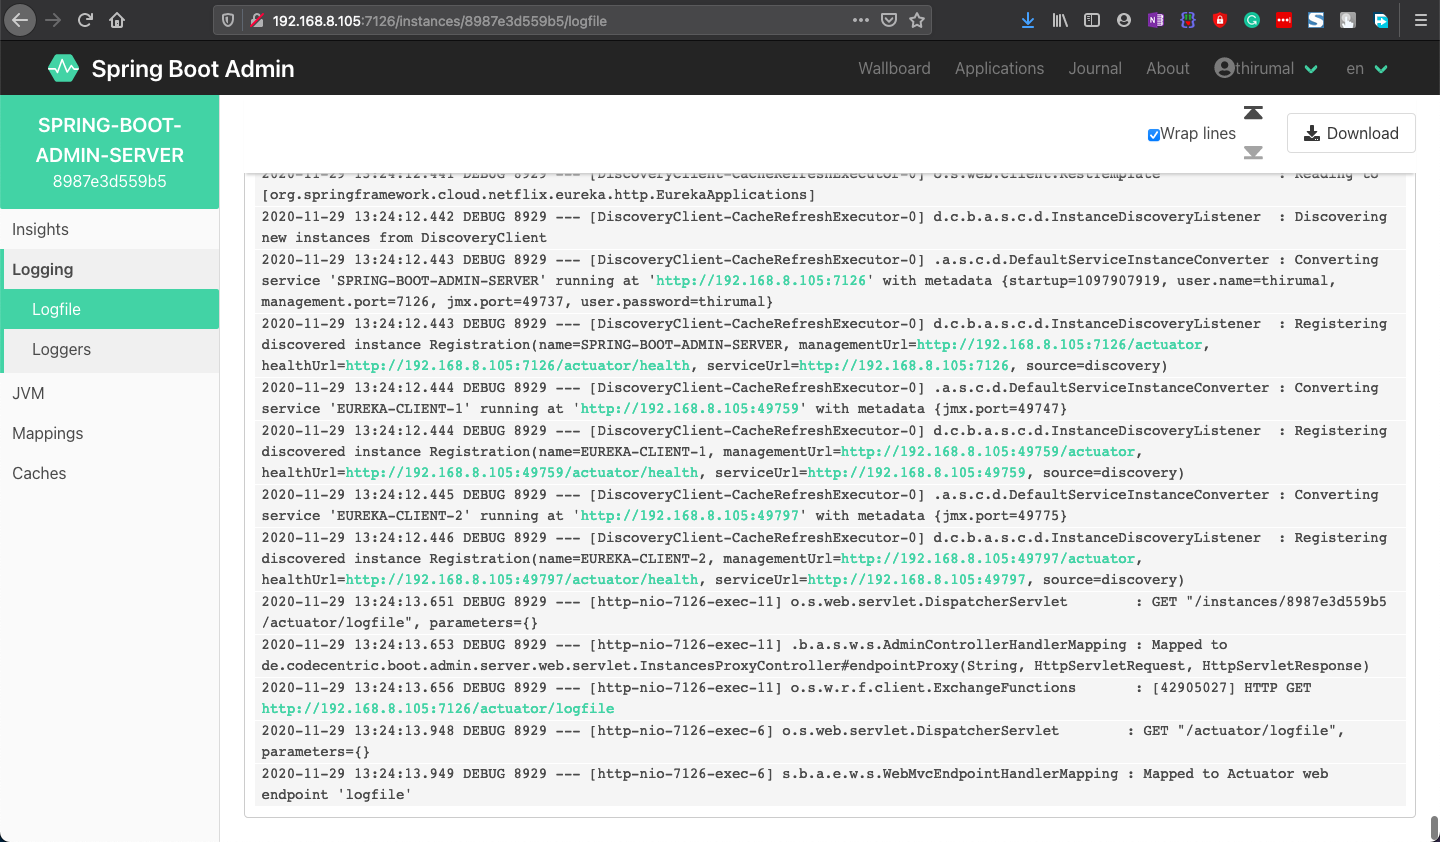 192.168.8.105:7126/instances/8987e3d559b5/logfile
Spring Boot Admin
Wallboard
Applications
Journal
About
thirumal
en
SPRING-BOOT-
ADMIN-SERVER
8987e3d559b5
Insights
Logging
Logfile
Loggers
JVM
Mappings
Caches
Wrap lines
Download
2020-11-29 13:24:12.441 DEBUG 8929 --- [DiscoveryClient-CacheRefreshExecutor-0] o.s.web.client.RestTemplate : Reading to
[org.springframework.cloud.netflix.eureka.http.EurekaApplications]
2020-11-29 13:24:12.442 DEBUG 8929 --- [DiscoveryClient-CacheRefreshExecutor-0] d.c.b.a.s.c.d.InstanceDiscoveryListener : Discovering
new instances from DiscoveryClient
2020-11-29 13:24:12.443 DEBUG 8929 --- [DiscoveryClient-CacheRefreshExecutor-0] .a.s.c.d.DefaultServiceInstanceConverter : Converting
service 'SPRING-BOOT-ADMIN-SERVER' running at 'http://192.168.8.105:7126' with metadata {startup=1097907919, user.name=thirumal,
management.port=7126, jmx.port=49737, user.password=thirumal}
2020-11-29 13:24:12.443 DEBUG 8929 --- [DiscoveryClient-CacheRefreshExecutor-0] d.c.b.a.s.c.d.InstanceDiscoveryListener : Registering
discovered instance Registration(name=SPRING-BOOT-ADMIN-SERVER, managementUrl=http://192.168.8.105:7126/actuator,
healthUrl=http://192.168.8.105:7126/actuator/health, serviceUrl=http://192.168.8.105:7126, source=discovery)
2020-11-29 13:24:12.444 DEBUG 8929 --- [DiscoveryClient-CacheRefreshExecutor-0] .a.s.c.d.DefaultServiceInstanceConverter : Converting
service 'EUREKA-CLIENT-1' running at 'http://192.168.8.105:49759' with metadata {jmx.port=49747}
2020-11-29 13:24:12.444 DEBUG 8929 --- [DiscoveryClient-CacheRefreshExecutor-0] d.c.b.a.s.c.d.InstanceDiscoveryListener : Registering
discovered instance Registration(name=EUREKA-CLIENT-1, managementUrl=http://192.168.8.105:49759/actuator,
healthUrl=http://192.168.8.105:49759/actuator/health, serviceUrl=http://192.168.8.105:49759, source=discovery)
2020-11-29 13:24:12.445 DEBUG 8929 --- [DiscoveryClient-CacheRefreshExecutor-0] .a.s.c.d.DefaultServiceInstanceConverter : Converting
service 'EUREKA-CLIENT-2' running at 'http://192.168.8.105:49797' with metadata {jmx.port=49775}
2020-11-29 13:24:12.446 DEBUG 8929 --- [DiscoveryClient-CacheRefreshExecutor-0] d.c.b.a.s.c.d.InstanceDiscoveryListener : Registering
discovered instance Registration(name=EUREKA-CLIENT-2, managementUrl=http://192.168.8.105:49797/actuator,
healthUrl=http://192.168.8.105:49797/actuator/health, serviceUrl=http://192.168.8.105:49797, source=discovery)
2020-11-29 13:24:13.651 DEBUG 8929 --- [http-nio-7126-exec-11] o.s.web.servlet.DispatcherServlet : GET "/instances/8987e3d559b5
/actuator/logfile", parameters={}
2020-11-29 13:24:13.653 DEBUG 8929 --- [http-nio-7126-exec-11] .b.a.s.w.s.AdminControllerHandlerMapping : Mapped to
de.codecentric.boot.admin.server.web.servlet.InstancesProxyController#endpointProxy(String, HttpServletRequest, HttpServletResponse)
2020-11-29 13:24:13.656 DEBUG 8929 --- [http-nio-7126-exec-11] o.s.w.r.f.client.ExchangeFunctions : [42905027] HTTP GET
http://192.168.8.105:7126/actuator/logfile
2020-11-29 13:24:13.948 DEBUG 8929 --- [http-nio-7126-exec-6] o.s.web.servlet.DispatcherServlet : GET "/actuator/logfile",
parameters={}
2020-11-29 13:24:13.949 DEBUG 8929 --- [http-nio-7126-exec-6] s.b.a.e.w.s.WebMvcEndpointHandlerMapping : Mapped to Actuator web
endpoint 'logfile'